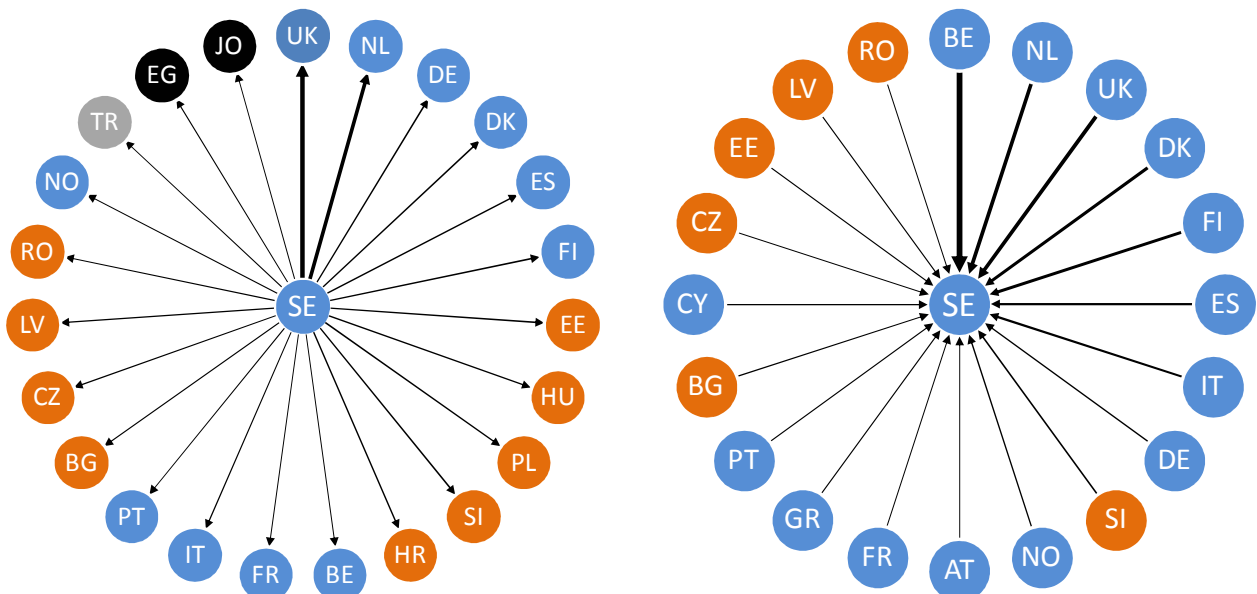 UK
NL
DE
DK
ES
FI
EE
HU
PL
SI
HR
BE
FR
IT
PT
BG
CZ
LV
RO
NO
TR
EG
JO
SE
BE
NL
UK
DK
FI
ES
IT
DE
SI
NO
AT
FR
GR
PT
BG
CY
CZ
EE
LV
RO
SE